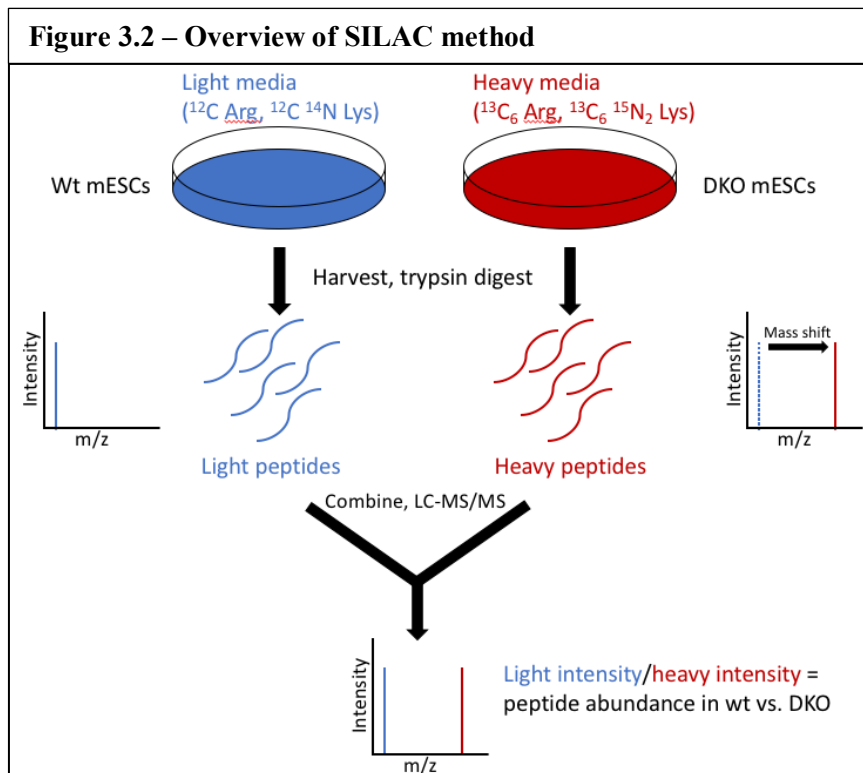 Figure 3.2 – Overview of SILAC method
Light media
(¹²C Arg, ¹²C ¹⁴N Lys)
Heavy media
(¹³C₆ Arg, ¹³C₆ ¹⁵N₂ Lys)
Wt mESCs
DKO mESCs
Harvest, trypsin digest
Intensity
m/z
Light peptides
Heavy peptides
Mass shift
Intensity
m/z
Combine, LC-MS/MS
Intensity
m/z
Light intensity/heavy intensity =
peptide abundance in wt vs. DKO